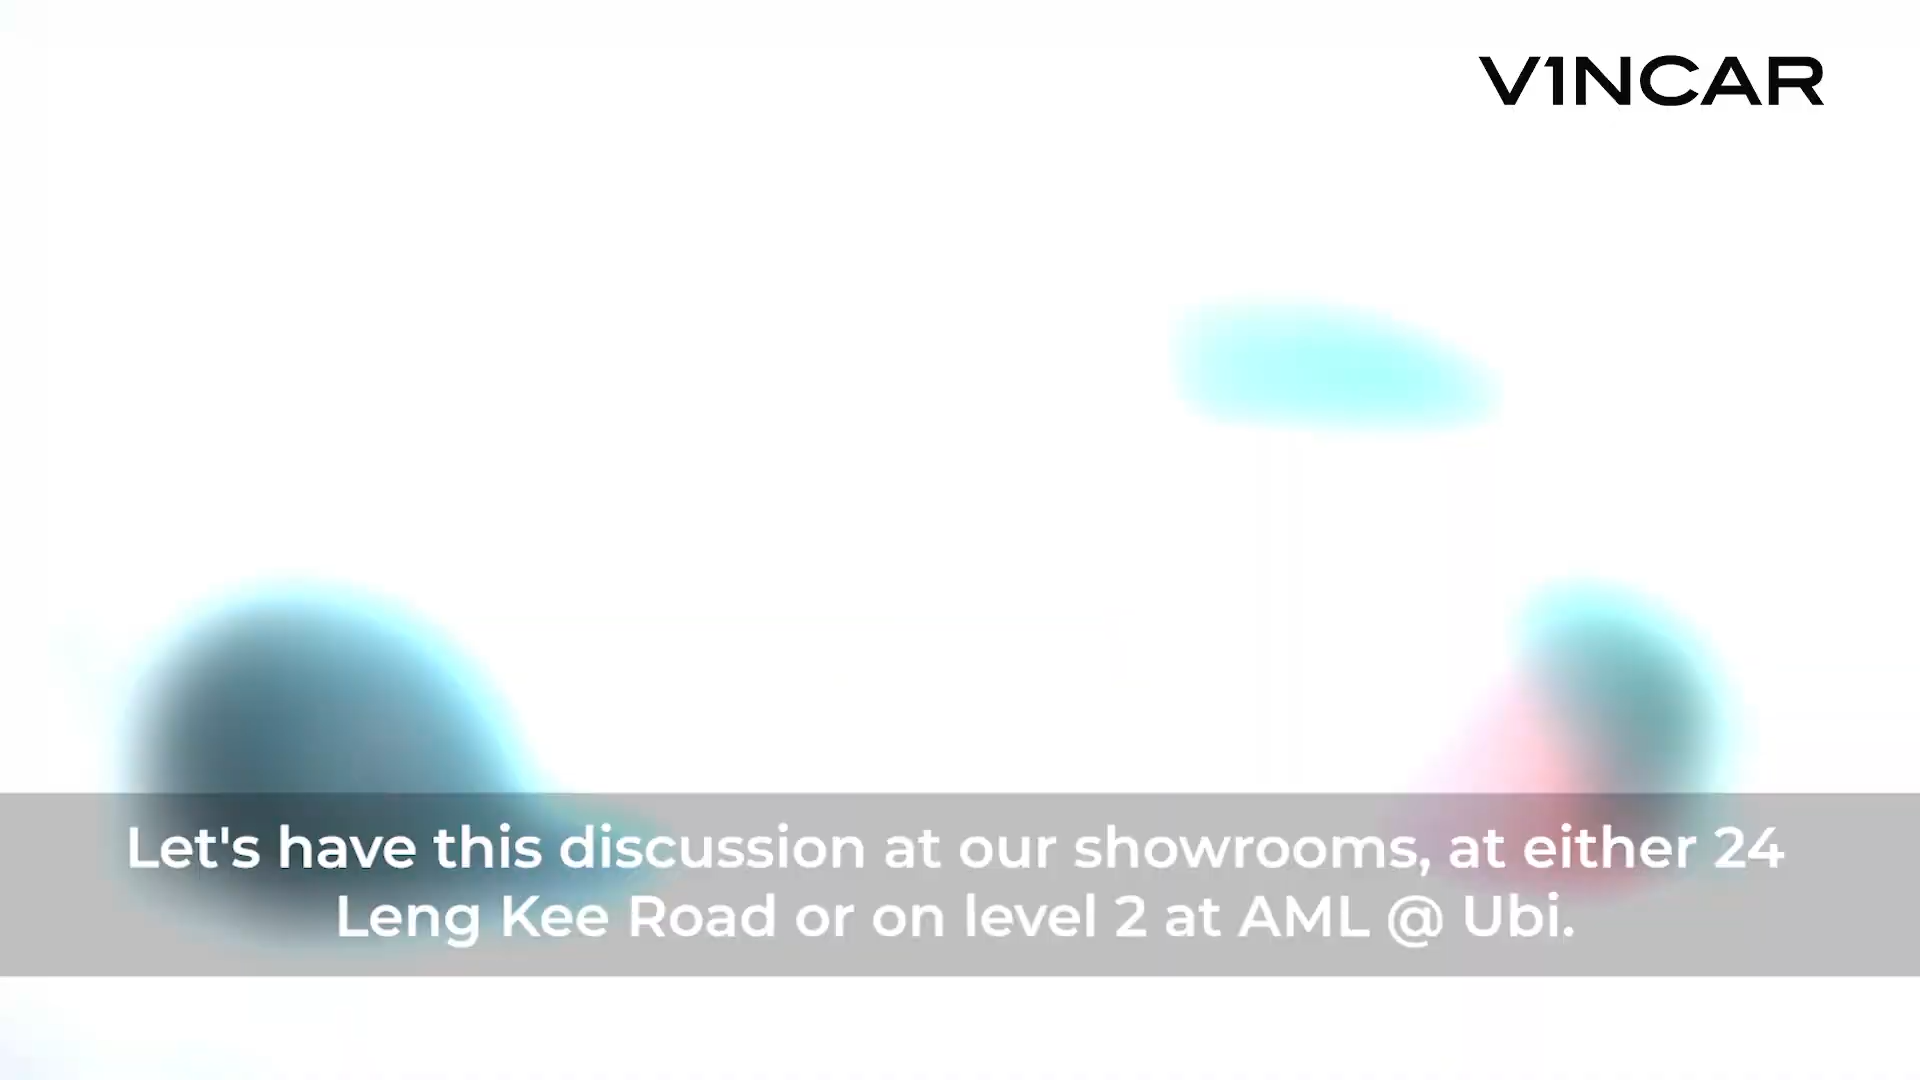 V1NCAR
Let's have this discussion at our showrooms, at either 24
Leng Kee Road or on level 2 at AML @ Ubi.